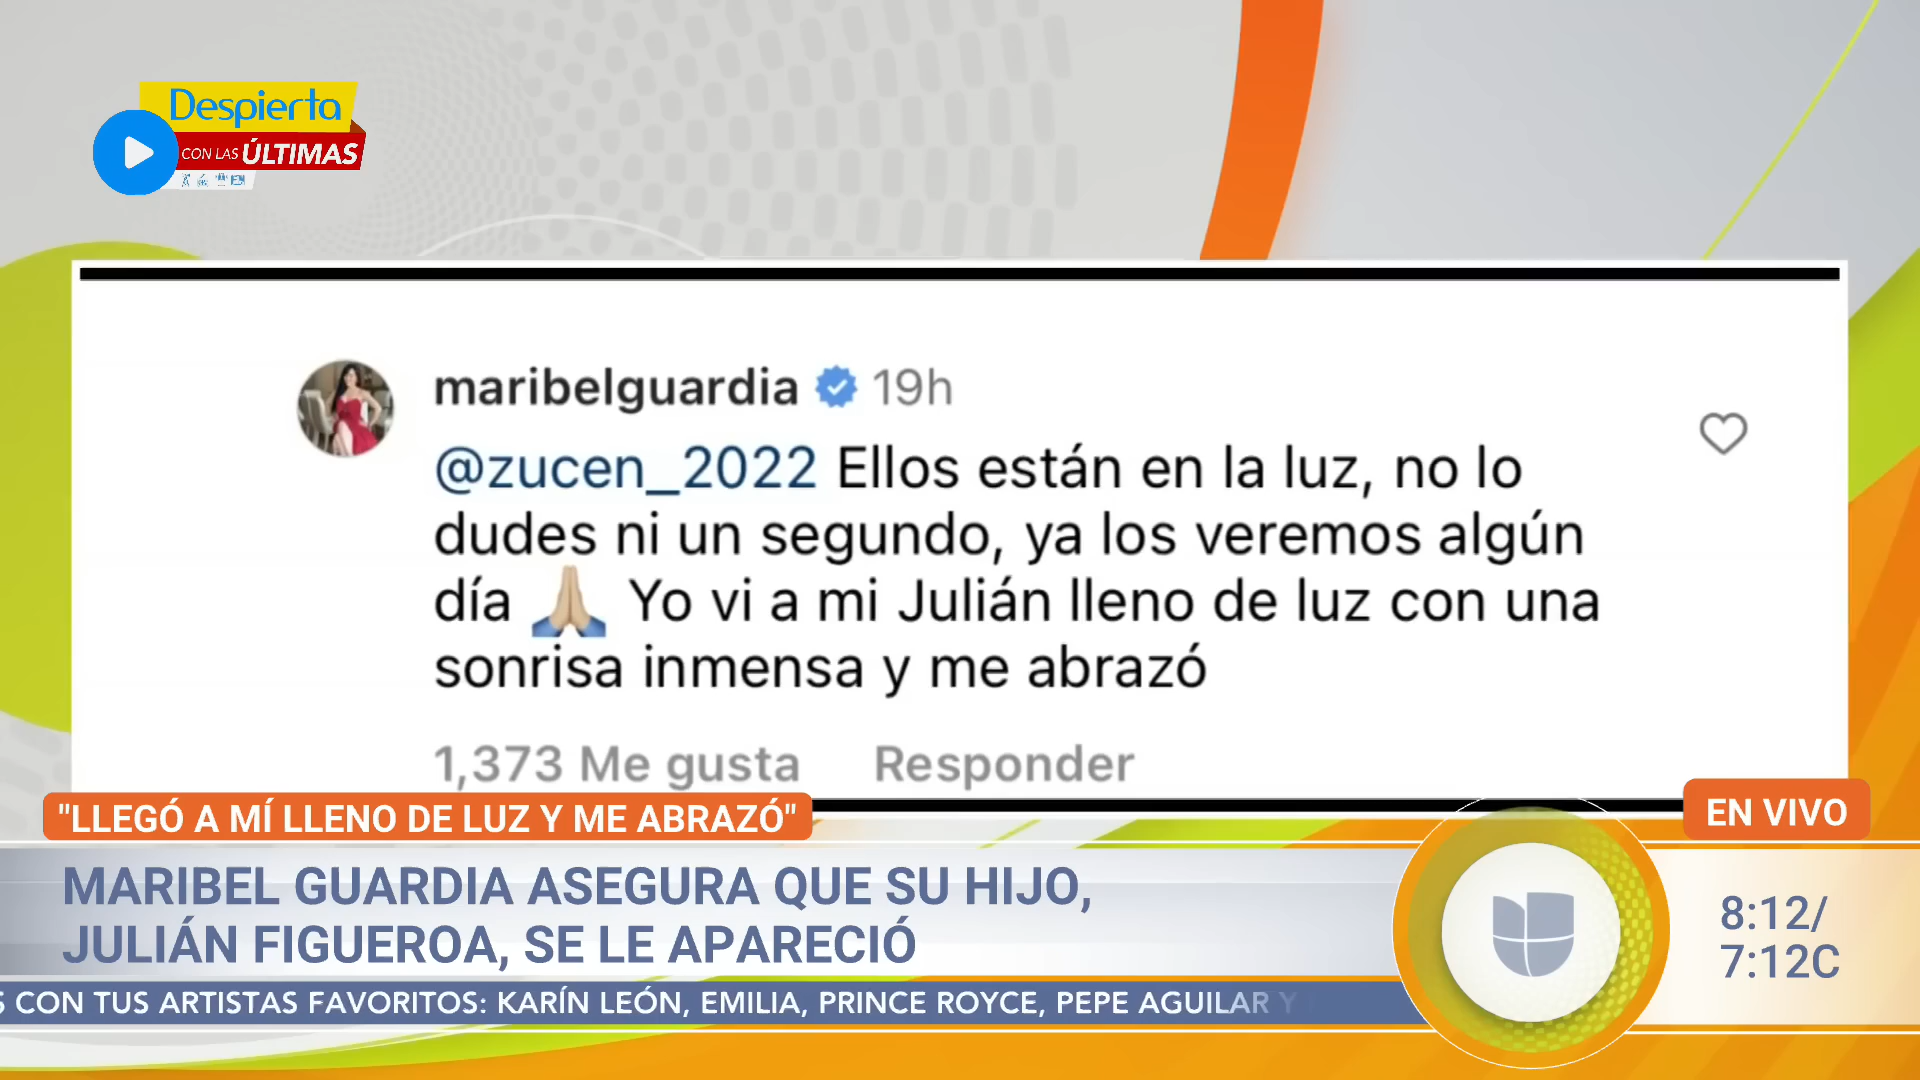 Despierta
CON LAS ÚLTIMAS
maribelguardia 19h
@zucen_2022 Ellos están en la luz, no lo
dudes ni un segundo, ya los veremos algún
día 🙏🏼 Yo vi a mi Julián lleno de luz con una
sonrisa inmensa y me abrazó
1,373 Me gusta Responder
"LLEGÓ A MÍ LLENO DE LUZ Y ME ABRAZÓ"
EN VIVO
MARIBEL GUARDIA ASEGURA QUE SU HIJO,
JULIÁN FIGUEROA, SE LE APARECIÓ
8:12/
7:12C
S CON TUS ARTISTAS FAVORITOS: KARÍN LEÓN, EMILIA, PRINCE ROYCE, PEPE AGUILAR Y